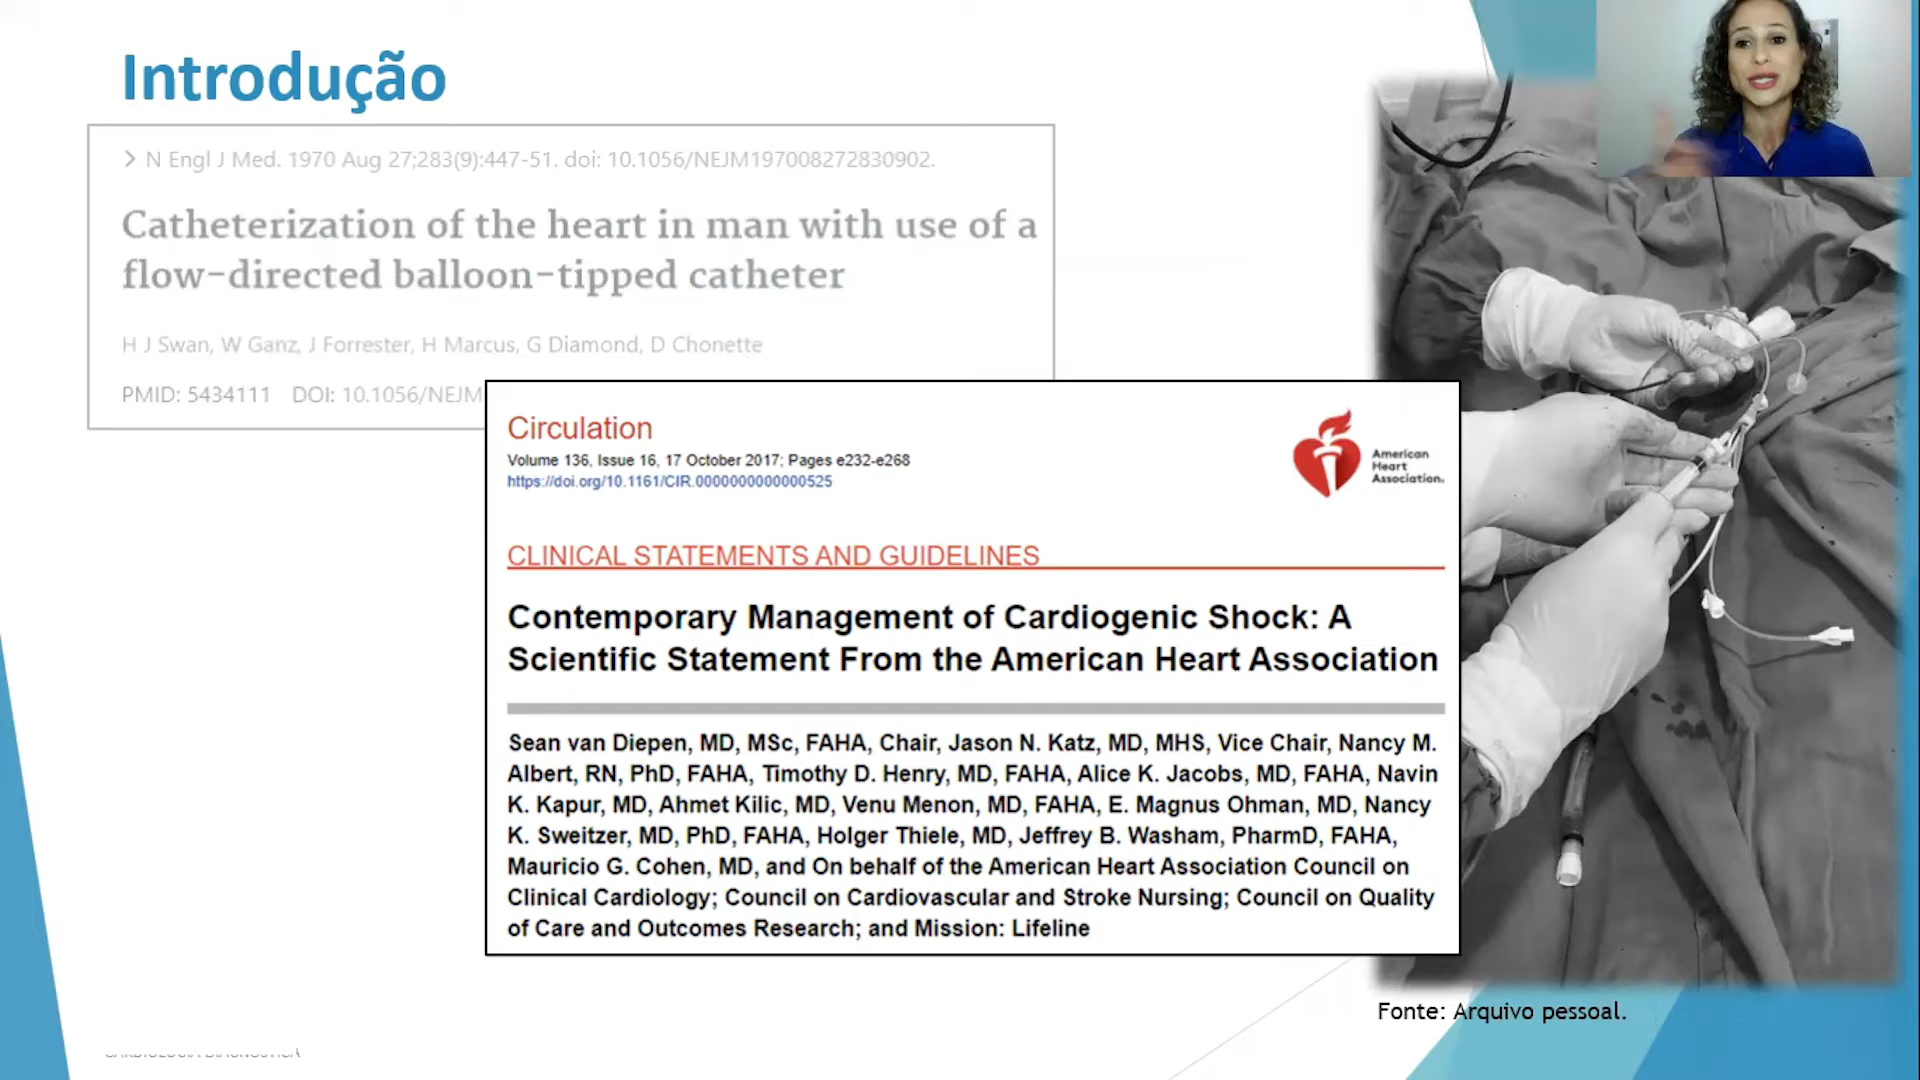 Introdução
N Engl J Med. 1970 Aug 27;283(9):447-51. doi: 10.1056/NEJM197008272830902.
Catheterization of the heart in man with use of a
flow-directed balloon-tipped catheter
H J Swan, W Ganz, J Forrester, H Marcus, G Diamond, D Chonette
PMID: 5434111 DOI: 10.1056/NEJM
Circulation
Volume 136, Issue 16, 17 October 2017; Pages e232-e268
https://doi.org/10.1161/CIR.0000000000000525
American
Heart
Association.
CLINICAL STATEMENTS AND GUIDELINES
Contemporary Management of Cardiogenic Shock: A
Scientific Statement From the American Heart Association
Sean van Diepen, MD, MSc, FAHA, Chair, Jason N. Katz, MD, MHS, Vice Chair, Nancy M.
Albert, RN, PhD, FAHA, Timothy D. Henry, MD, FAHA, Alice K. Jacobs, MD, FAHA, Navin
K. Kapur, MD, Ahmet Kilic, MD, Venu Menon, MD, FAHA, E. Magnus Ohman, MD, Nancy
K. Sweitzer, MD, PhD, FAHA, Holger Thiele, MD, Jeffrey B. Washam, PharmD, FAHA,
Mauricio G. Cohen, MD, and On behalf of the American Heart Association Council on
Clinical Cardiology; Council on Cardiovascular and Stroke Nursing; Council on Quality
of Care and Outcomes Research; and Mission: Lifeline
Fonte: Arquivo pessoal.